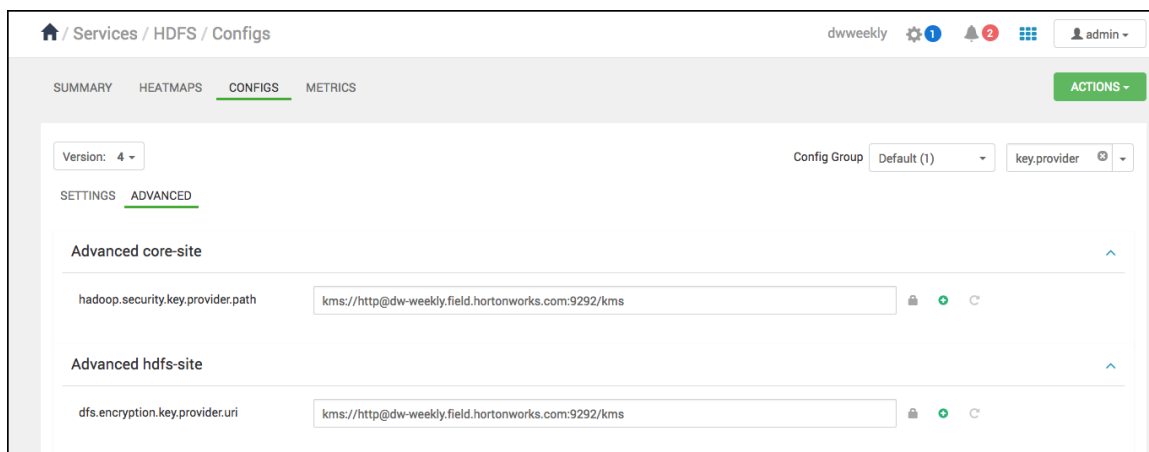 / Services / HDFS / Configs dwweekly 1 2 admin
SUMMARY HEATMAPS CONFIGS METRICS ACTIONS
Version: 4 Config Group Default (1) key.provider
SETTINGS ADVANCED
Advanced core-site
hadoop.security.key.provider.path kms://http@dw-weekly.field.hortonworks.com:9292/kms
Advanced hdfs-site
dfs.encryption.key.provider.uri kms://http@dw-weekly.field.hortonworks.com:9292/kms